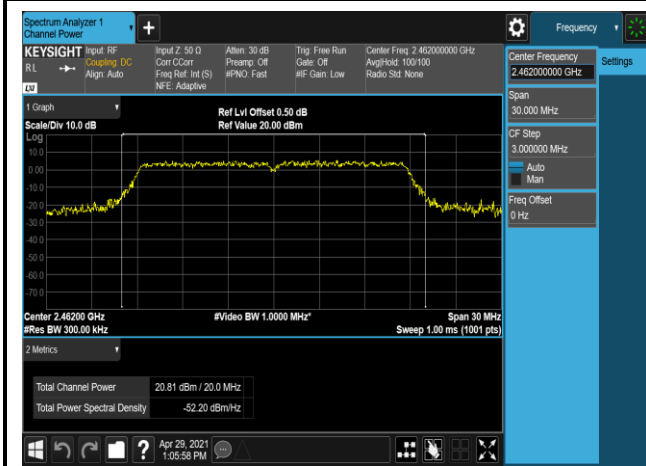 Spectrum Analyzer 1
Channel Power
+
Frequency
KEYSIGHT
RL
LXI
Input: RF
Coupling: DC
Align: Auto
Input Z: 50 Ω
Corr CCorr
Freq Ref: Int (S)
NFE: Adaptive
Atten: 30 dB
Preamp: Off
#PNO: Fast
Trig: Free Run
Gate: Off
#IF Gain: Low
Center Freq: 2.462000000 GHz
Avg|Hold: 100/100
Radio Std: None
Center Frequency
2.462000000 GHz
Settings
Span
30.000 MHz
CF Step
3.000000 MHz
Auto
Man
Freq Offset
0 Hz
1 Graph
Scale/Div 10.0 dB
Ref Lvl Offset 0.50 dB
Ref Value 20.00 dBm
Log
10.0
0.00
-10.0
-20.0
-30.0
-40.0
-50.0
-60.0
-70.0
Center 2.46200 GHz
#Res BW 300.00 kHz
#Video BW 1.0000 MHz*
Span 30 MHz
Sweep 1.00 ms (1001 pts)
2 Metrics
Total Channel Power 20.81 dBm / 20.0 MHz
Total Power Spectral Density -52.20 dBm/Hz
?
Apr 29, 2021
1:05:58 PM